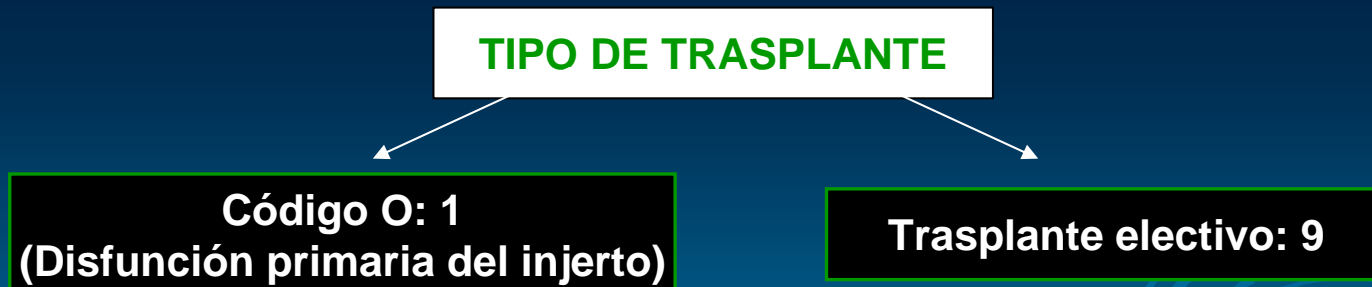 TIPO DE TRASPLANTE
Código O: 1
(Disfunción primaria del injerto)
Trasplante electivo: 9